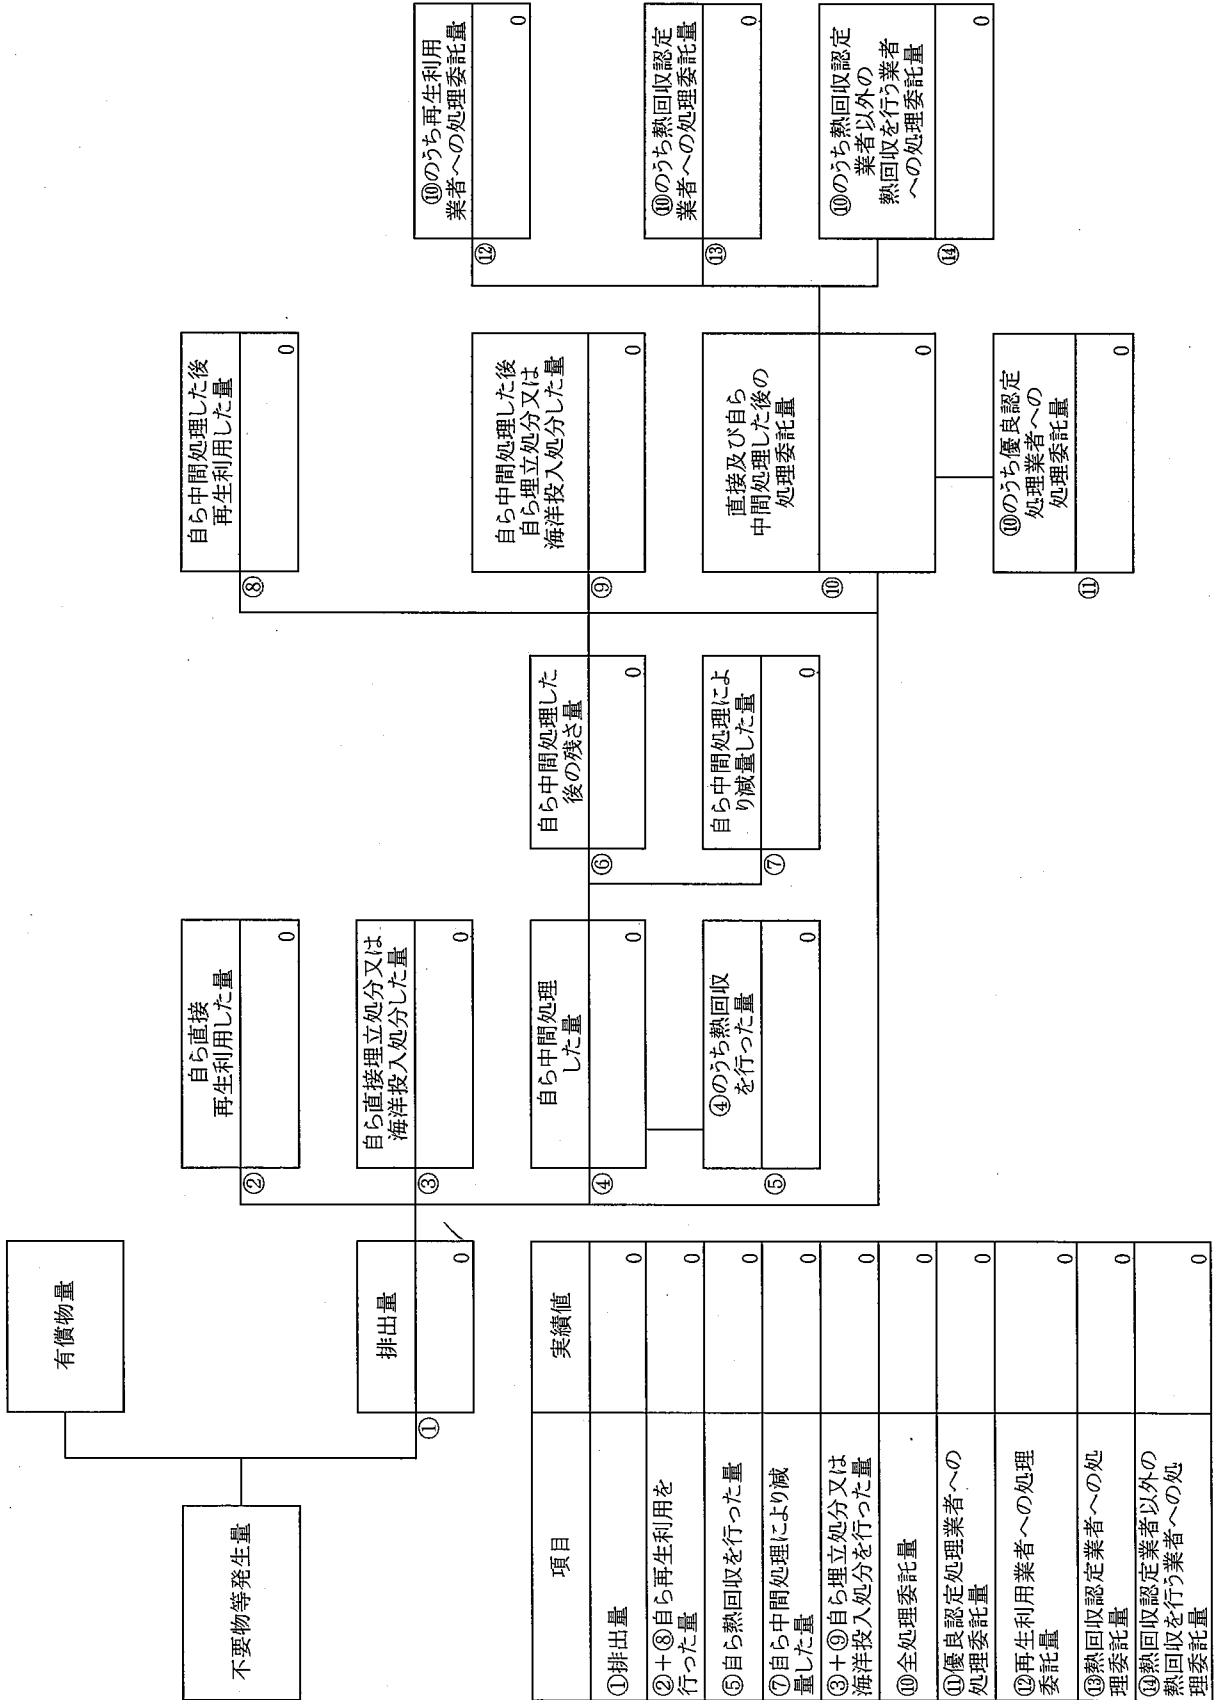 不要物等発生量
有償物量
①
排出量
0
②
自ら直接
再生利用した量
0
③
自ら直接埋立処分又は
海洋投入処分した量
0
④
自ら中間処理
した量
0
⑤
④のうち熱回収
を行った量
0
⑥
自ら中間処理した
後の残さ量
0
⑦
自ら中間処理によ
り減量した量
0
⑧
自ら中間処理した後
再生利用した量
0
⑨
自ら中間処理した後
自ら埋立処分又は
海洋投入処分した量
0
⑩
直接及び自ら
中間処理した後の
処理委託量
0
⑪
⑩のうち優良認定
処理業者への
処理委託量
0
⑫
⑩のうち再生利用
業者への処理委託量
0
⑬
⑩のうち熱回収認定
業者への処理委託量
0
⑭
⑩のうち熱回収認定
業者以外の
熱回収を行う業者
への処理委託量
0
項目
実績値
①排出量
0
②+⑧自ら再生利用を
行った量
0
⑤自ら熱回収を行った量
0
⑦自ら中間処理により減
量した量
0
③+⑨自ら埋立処分又は
海洋投入処分を行った量
0
⑩全処理委託量
0
⑪優良認定処理業者への
処理委託量
0
⑫再生利用業者への処理
委託量
0
⑬熱回収認定業者への処
理委託量
0
⑭熱回収認定業者以外の
熱回収を行う業者への処
理委託量
0